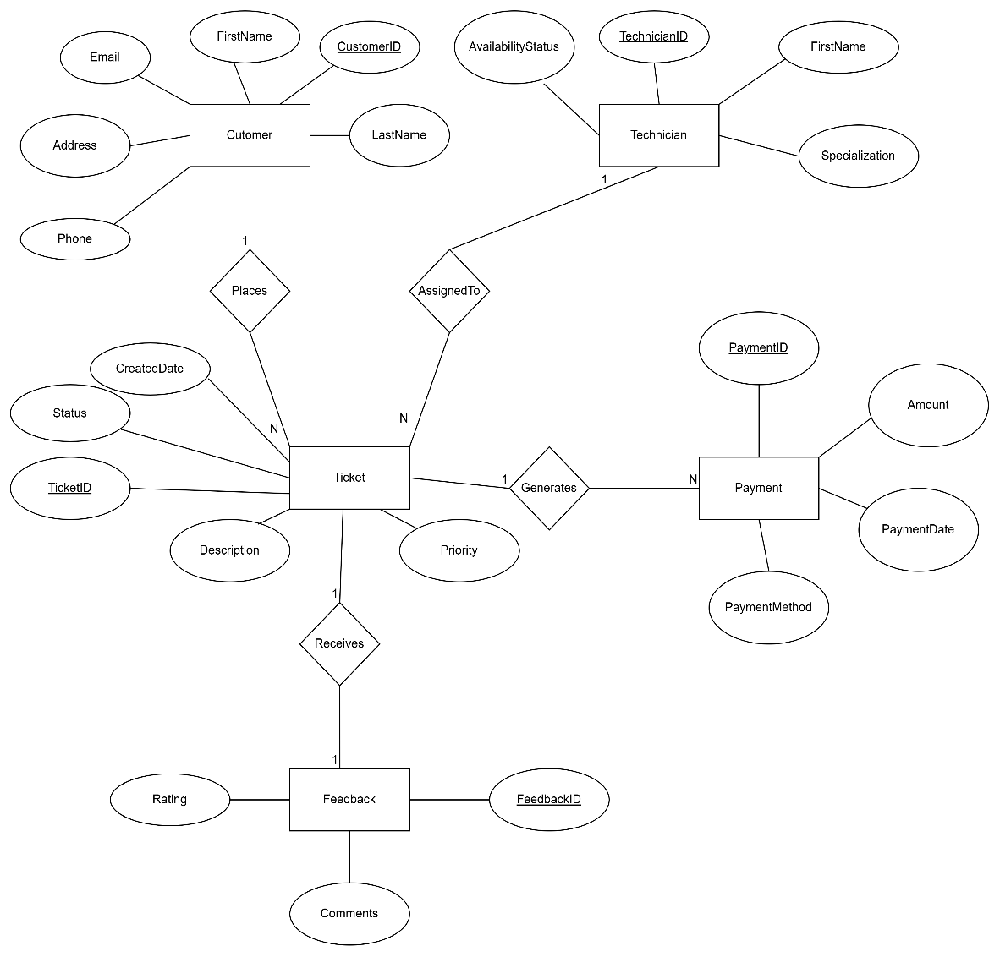 FirstName
CustomerID
Email
Cutomer
LastName
Address
Phone
AvailabilityStatus
TechnicianID
FirstName
Technician
Specialization
1
1
Places
AssignedTo
N
N
CreatedDate
Status
TicketID
Ticket
Description
Priority
1
Generates
N
PaymentID
Amount
Payment
PaymentDate
PaymentMethod
1
Receives
1
Rating
Feedback
FeedbackID
Comments